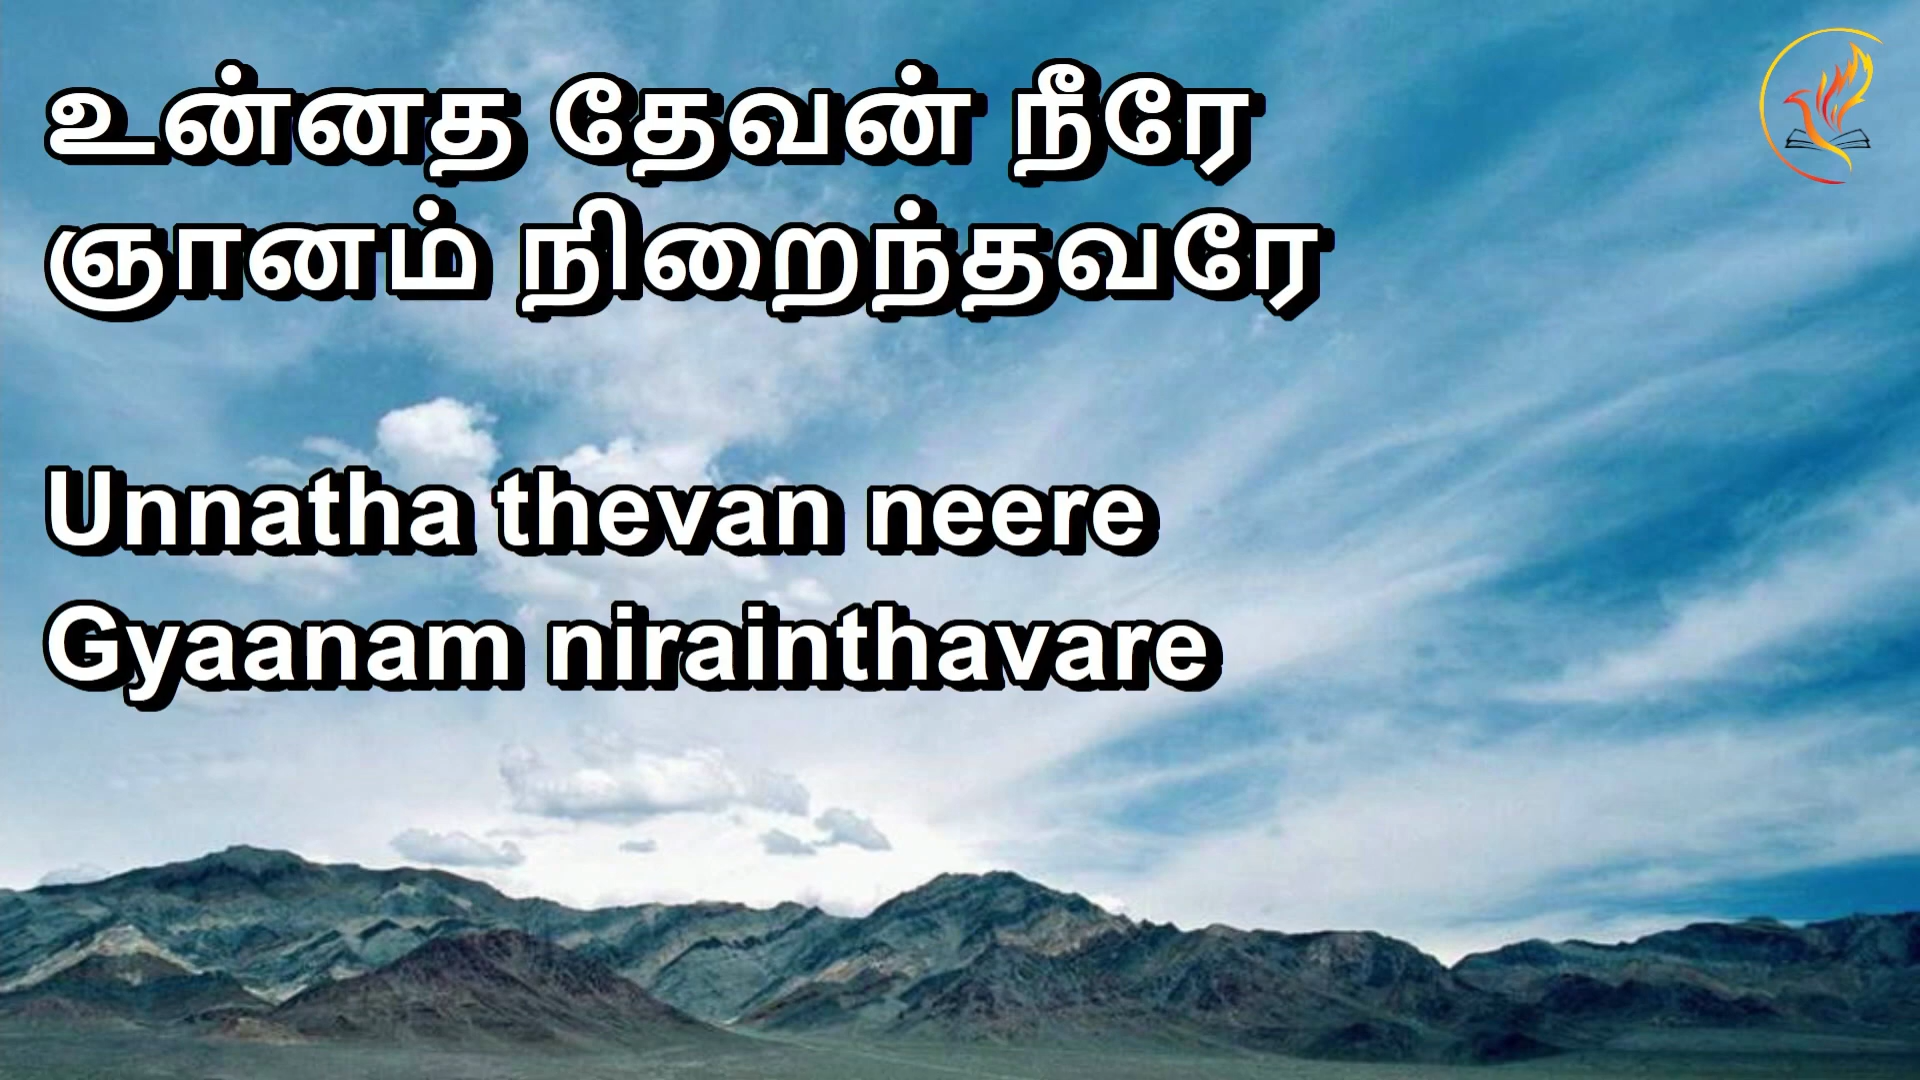 உன்னத தேவன் நீரே
ஞானம் நிறைந்தவரே
Unnatha thevan neere
Gyaanam nirainthavare